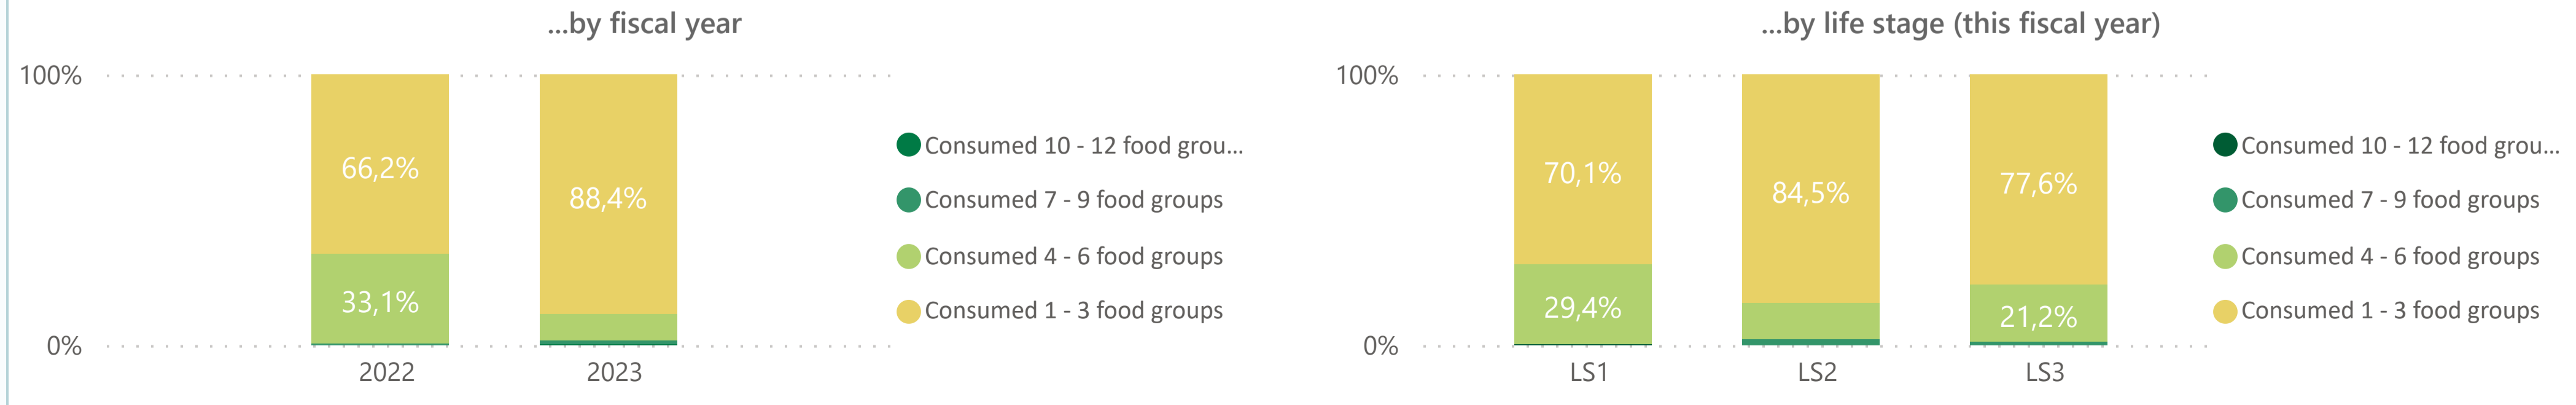 ...by fiscal year
100%
66,2%
88,4%
33,1%
0%
2022
2023
Consumed 10 - 12 food grou...
Consumed 7 - 9 food groups
Consumed 4 - 6 food groups
Consumed 1 - 3 food groups
...by life stage (this fiscal year)
100%
70,1%
84,5%
77,6%
29,4%
21,2%
0%
LS1
LS2
LS3
Consumed 10 - 12 food grou...
Consumed 7 - 9 food groups
Consumed 4 - 6 food groups
Consumed 1 - 3 food groups